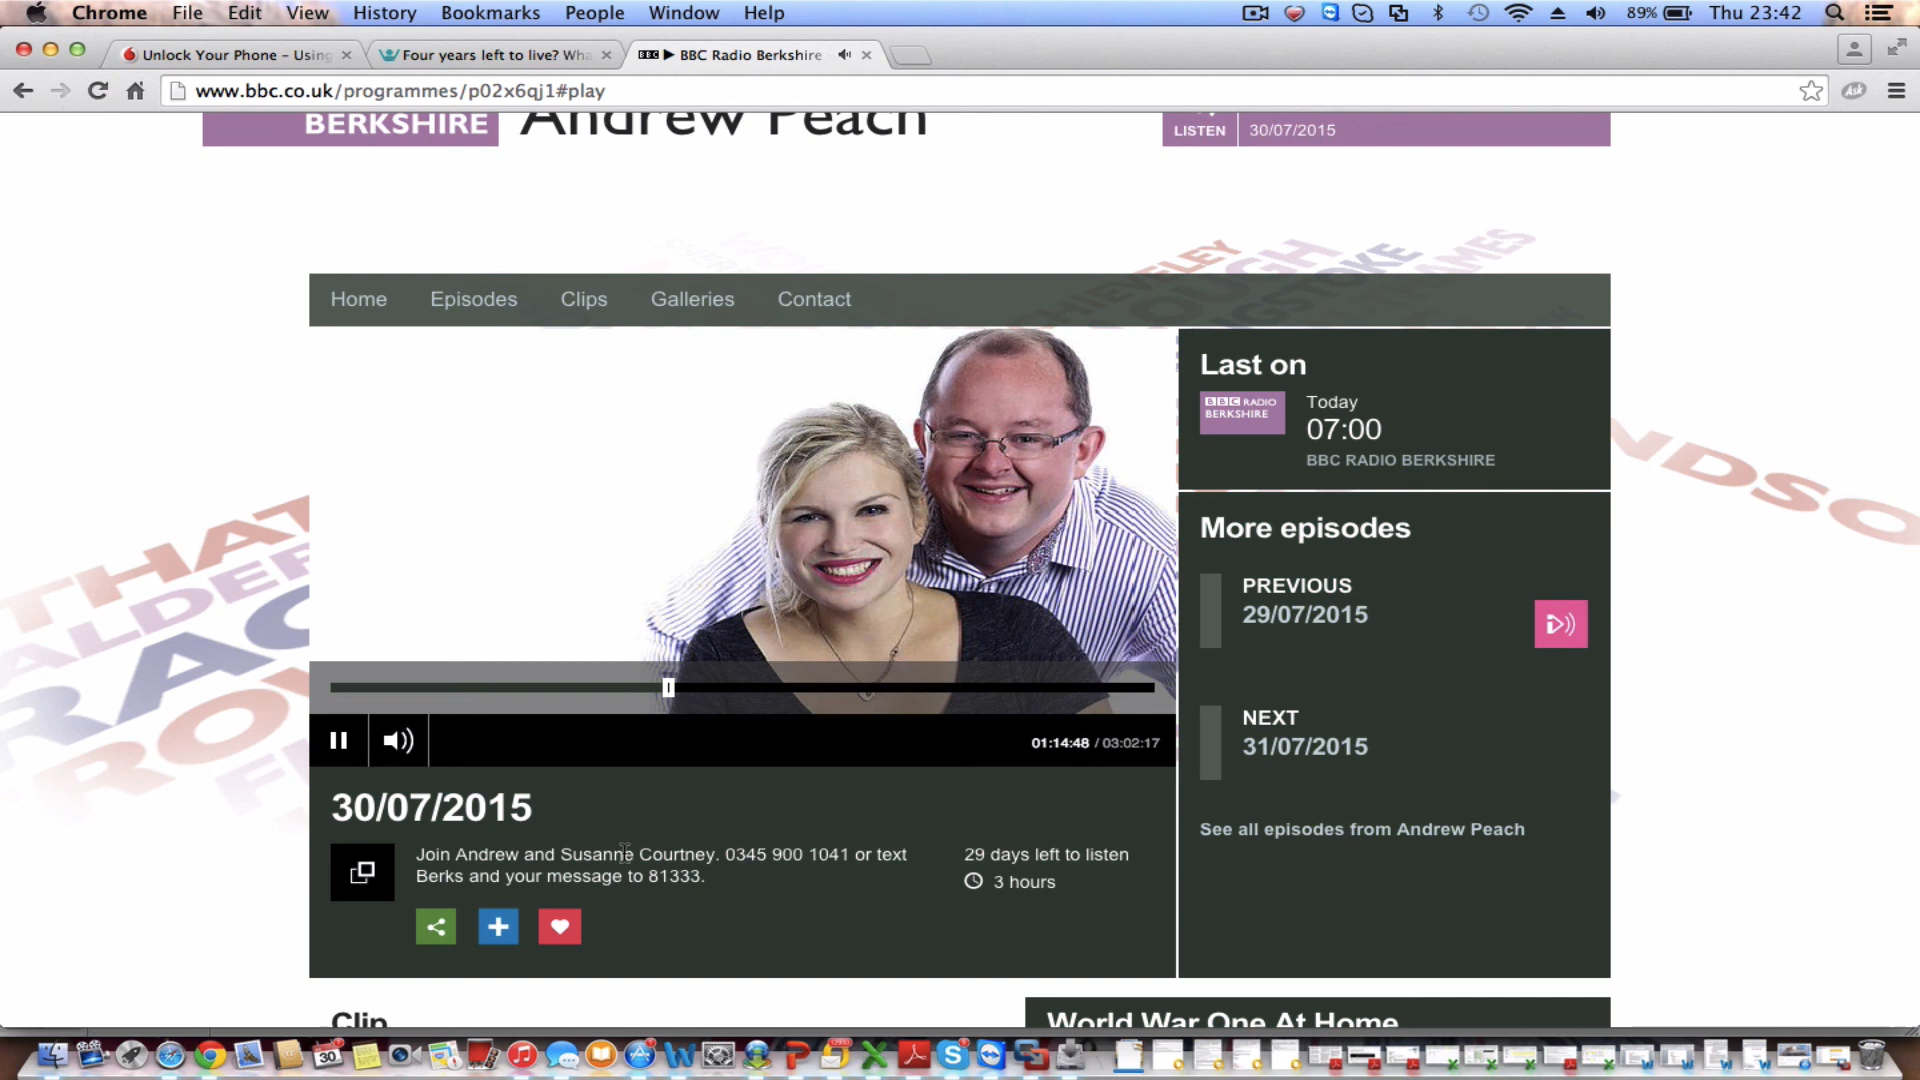 Chrome File Edit View History Bookmarks People Window Help 89% Thu 23:42
Unlock Your Phone – Using
Four years left to live? Wha
BBC BBC Radio Berkshire
www.bbc.co.uk/programmes/p02x6qj1#play
Ask
BERKSHIRE
Andrew Peach
LISTEN
30/07/2015
Home Episodes Clips Galleries Contact
Last on
BBC RADIO
BERKSHIRE
Today
07:00
BBC RADIO BERKSHIRE
More episodes
PREVIOUS
29/07/2015
NEXT
31/07/2015
See all episodes from Andrew Peach
01:14:48 / 03:02:17
30/07/2015
Join Andrew and Susanne Courtney. 0345 900 1041 or text
Berks and your message to 81333.
29 days left to listen
3 hours
Clip
World War One At Home